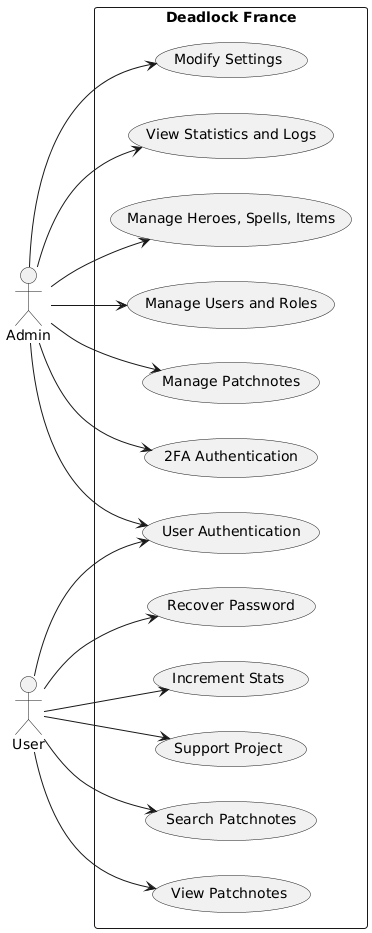 Deadlock France
Modify Settings
View Statistics and Logs
Manage Heroes, Spells, Items
Manage Users and Roles
Admin
Manage Patchnotes
2FA Authentication
User Authentication
Recover Password
Increment Stats
User
Support Project
Search Patchnotes
View Patchnotes